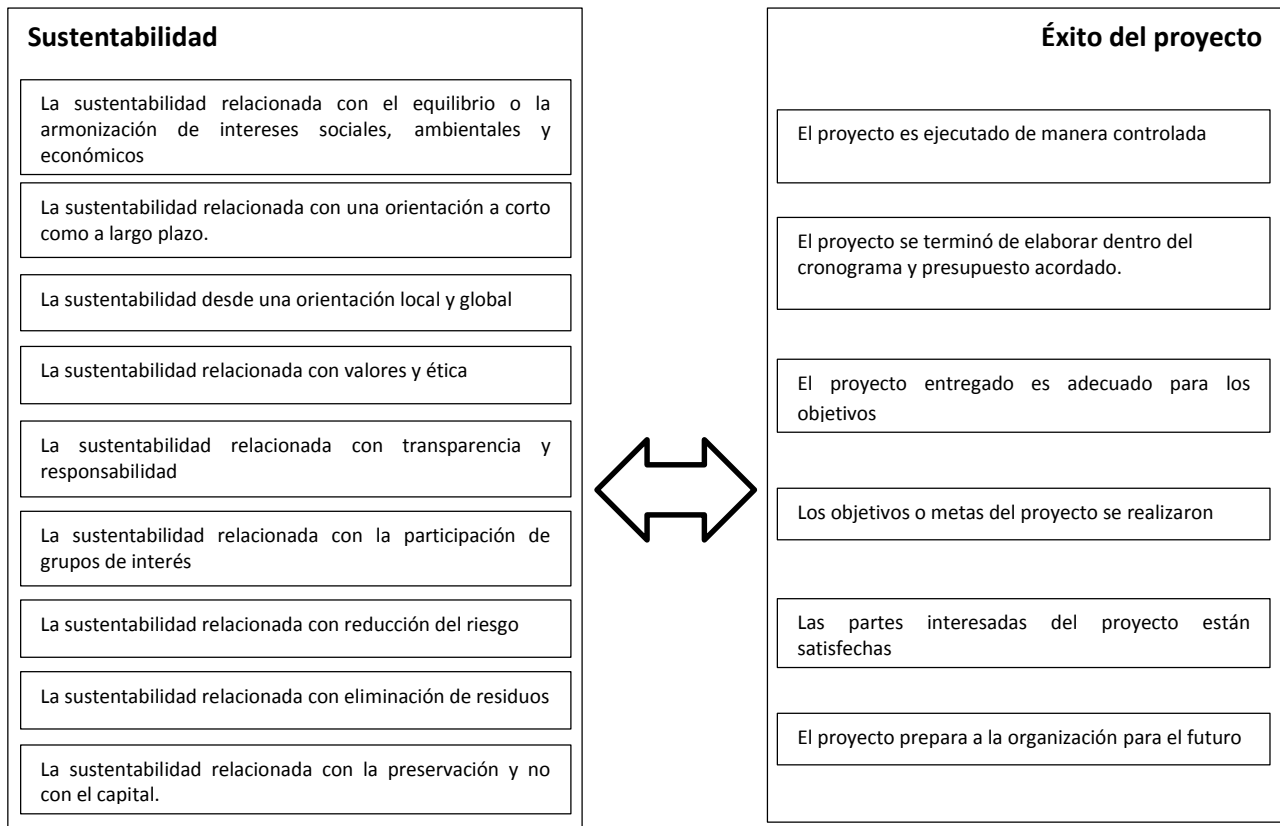 Sustentabilidad
La sustentabilidad relacionada con el equilibrio o la
armonización de intereses sociales, ambientales y
económicos
La sustentabilidad relacionada con una orientación a corto
como a largo plazo.
La sustentabilidad desde una orientación local y global
La sustentabilidad relacionada con valores y ética
La sustentabilidad relacionada con transparencia y
responsabilidad
La sustentabilidad relacionada con la participación de
grupos de interés
La sustentabilidad relacionada con reducción del riesgo
La sustentabilidad relacionada con eliminación de residuos
La sustentabilidad relacionada con la preservación y no
con el capital.
Éxito del proyecto
El proyecto es ejecutado de manera controlada
El proyecto se terminó de elaborar dentro del
cronograma y presupuesto acordado.
El proyecto entregado es adecuado para los
objetivos
Los objetivos o metas del proyecto se realizaron
Las partes interesadas del proyecto están
satisfechas
El proyecto prepara a la organización para el futuro